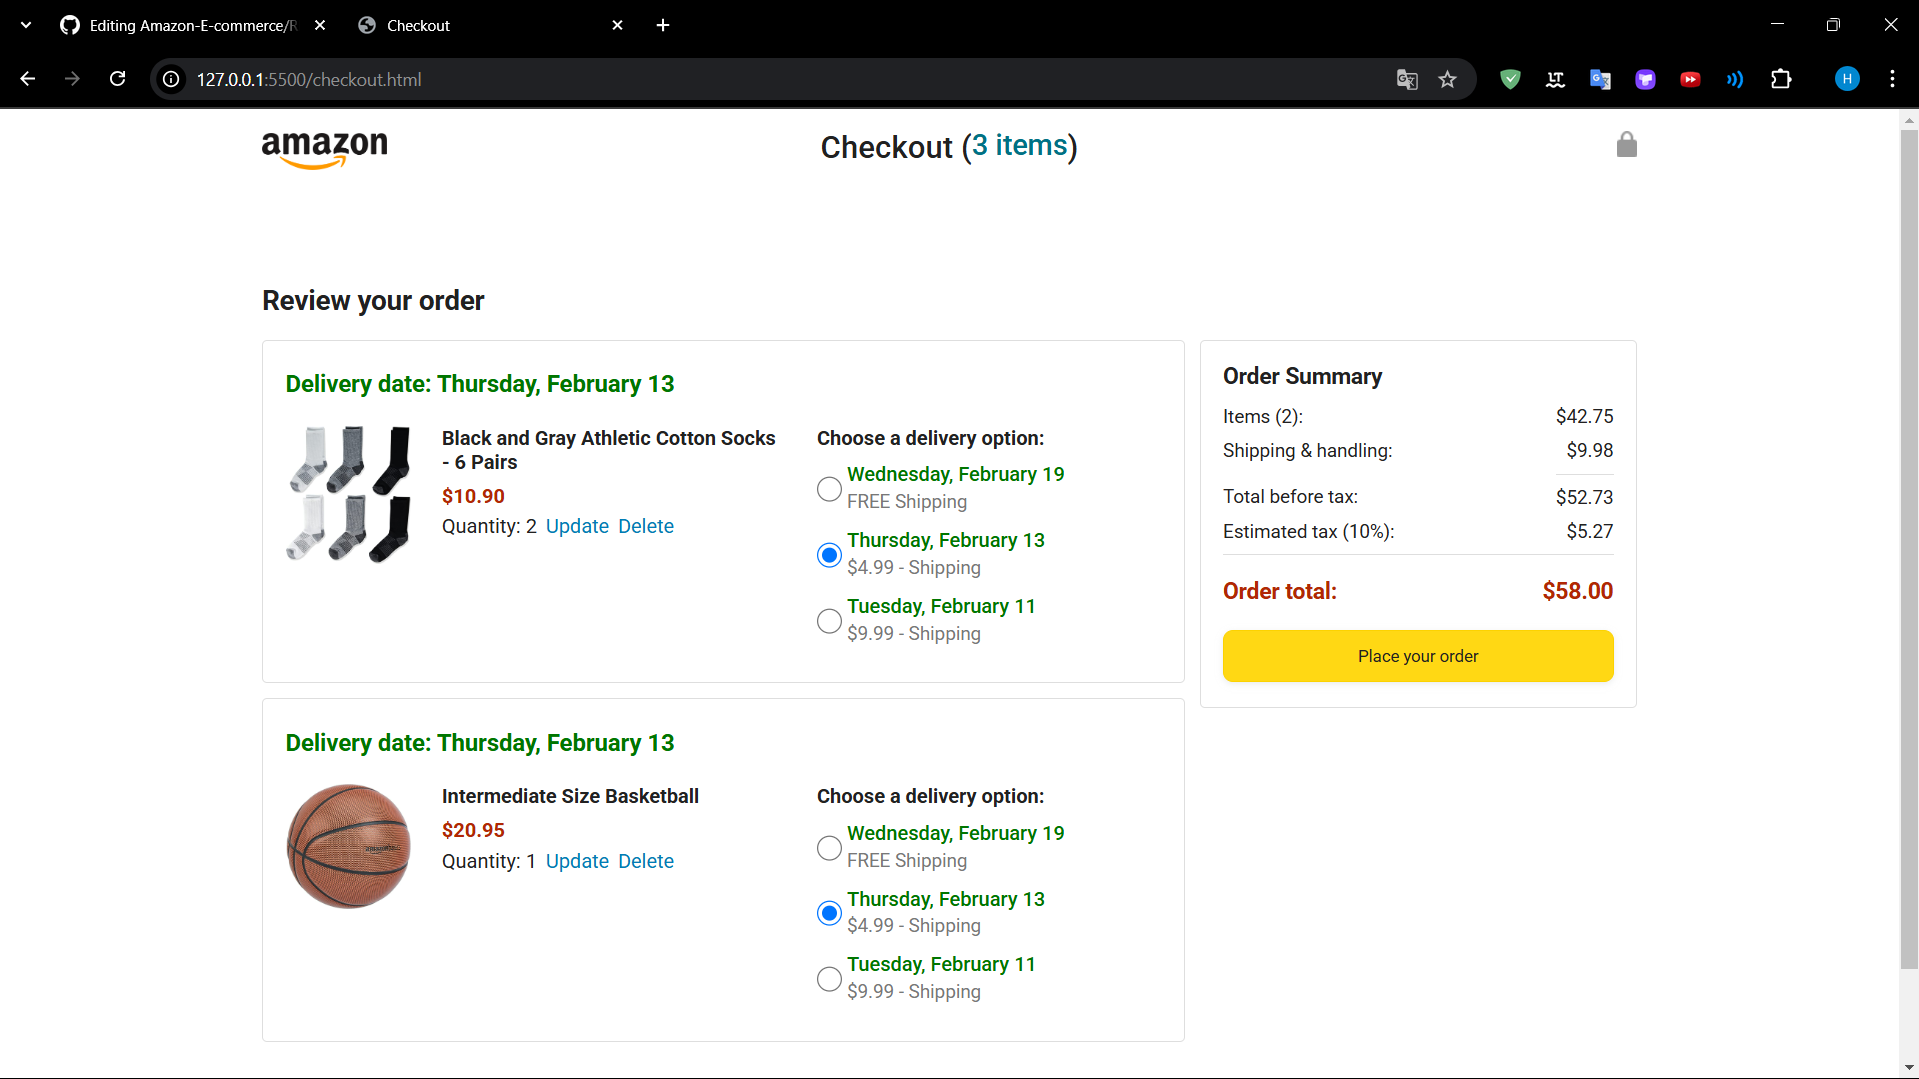 Editing Amazon-E-commerce/R
Checkout
127.0.0.1:5500/checkout.html
H
amazon
Checkout (3 items)
Review your order
Delivery date: Thursday, February 13
Black and Gray Athletic Cotton Socks
- 6 Pairs
$10.90
Quantity: 2 Update Delete
Choose a delivery option:
Wednesday, February 19
FREE Shipping
Thursday, February 13
$4.99 - Shipping
Tuesday, February 11
$9.99 - Shipping
Order Summary
Items (2): $42.75
Shipping & handling: $9.98
Total before tax: $52.73
Estimated tax (10%): $5.27
Order total: $58.00
Place your order
Delivery date: Thursday, February 13
Intermediate Size Basketball
$20.95
Quantity: 1 Update Delete
Choose a delivery option:
Wednesday, February 19
FREE Shipping
Thursday, February 13
$4.99 - Shipping
Tuesday, February 11
$9.99 - Shipping